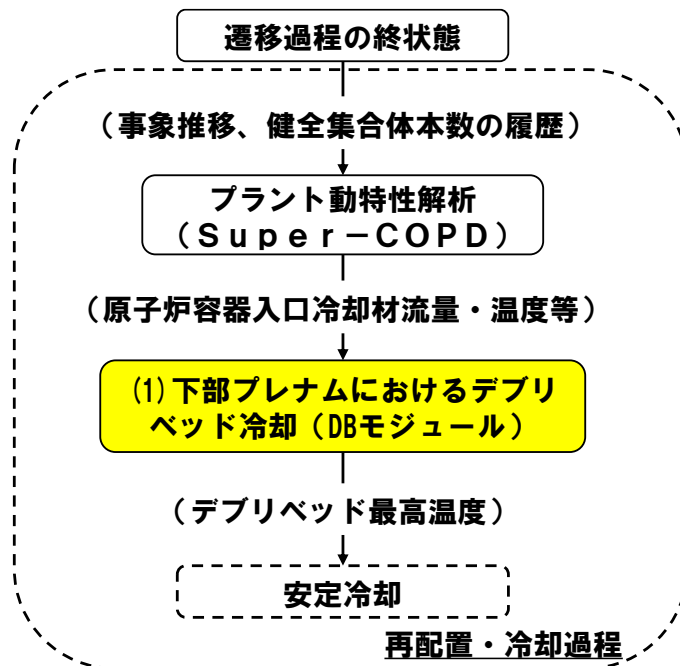 遷移過程の終状態
（事象推移、健全集合体本数の履歴）
プラント動特性解析
（Ｓｕｐｅｒ－ＣＯＰＤ）
（原子炉容器入口冷却材流量・温度等）
(1)下部プレナムにおけるデブリ
ベッド冷却（DBモジュール）
（デブリベッド最高温度）
安定冷却
再配置・冷却過程